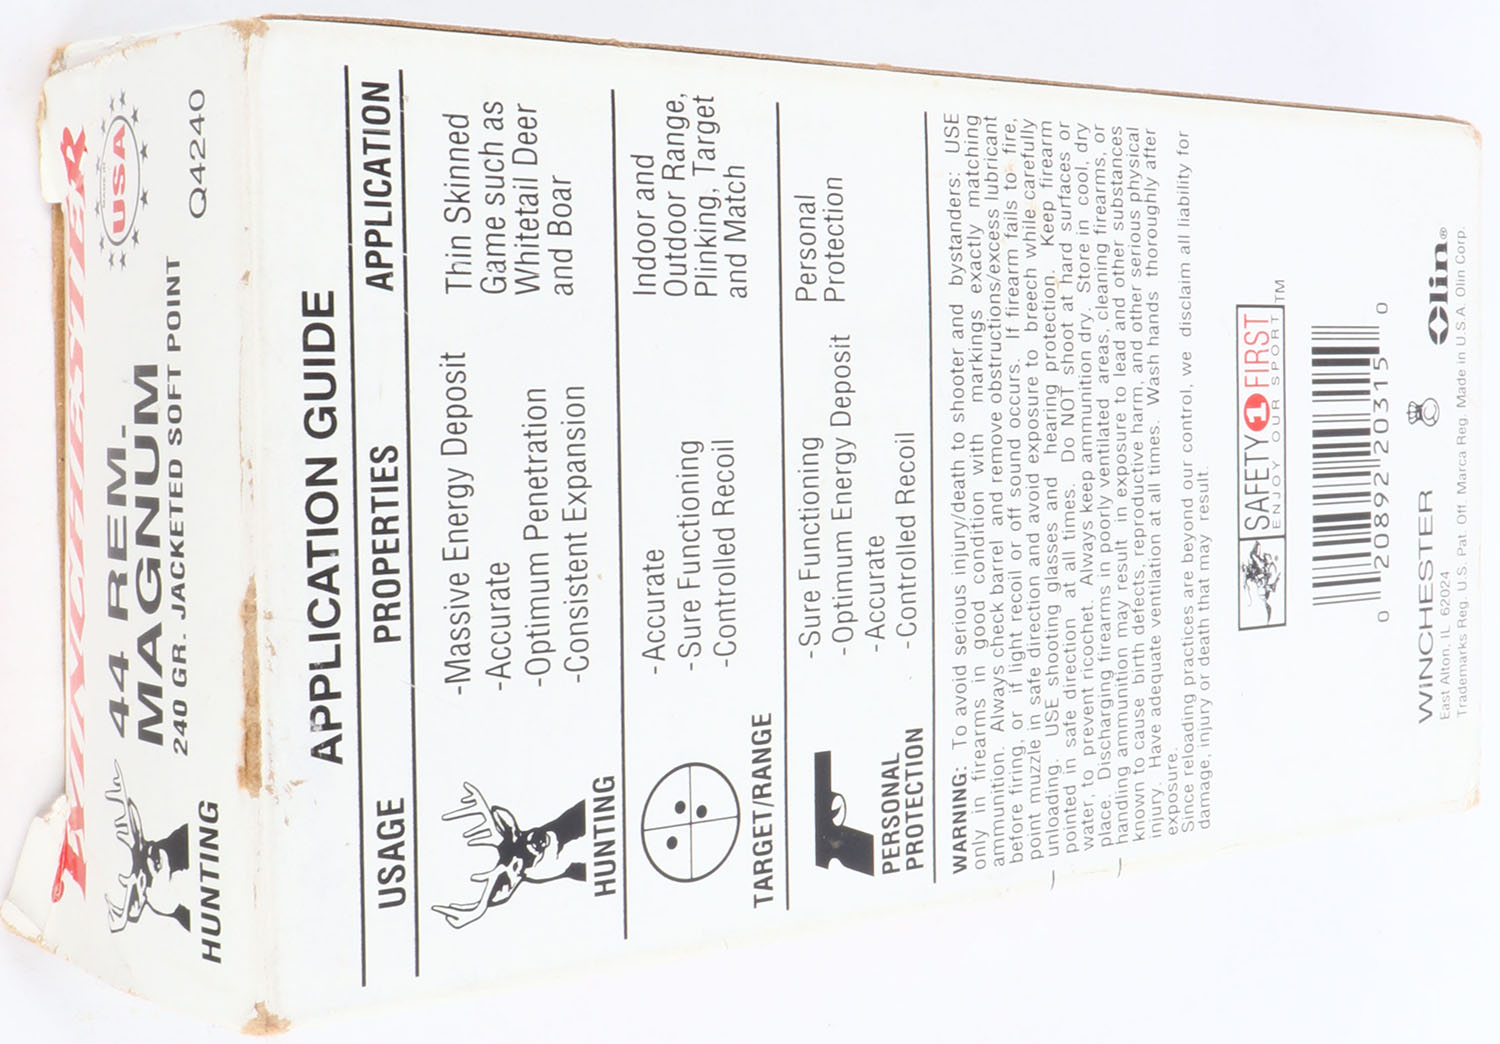 WINCHESTER
44 REM.
MAGNUM
240 GR. JACKETED SOFT POINT
MADE IN
USA
Q4240
HUNTING
APPLICATION GUIDE
USAGE PROPERTIES APPLICATION
HUNTING
-Massive Energy Deposit
-Accurate
-Optimum Penetration
-Consistent Expansion
Thin Skinned
Game such as
Whitetail Deer
and Boar
TARGET/RANGE
-Accurate
-Sure Functioning
-Controlled Recoil
Indoor and
Outdoor Range,
Plinking, Target
and Match
PERSONAL
PROTECTION
-Sure Functioning
-Optimum Energy Deposit
-Accurate
-Controlled Recoil
Personal
Protection
WARNING: To avoid serious injury/death to shooter and bystanders: USE
only in firearms in good condition with markings exactly matching
ammunition. Always check barrel and remove obstructions/excess lubricant
before firing, or if light recoil or off sound occurs. If firearm fails to fire,
point muzzle in safe direction and avoid exposure to breech while carefully
unloading. USE shooting glasses and hearing protection. Keep firearm
pointed in safe direction at all times. Do NOT shoot at hard surfaces or
water, to prevent ricochet. Always keep ammunition dry. Store in cool, dry
place. Discharging firearms in poorly ventilated areas, cleaning firearms, or
handling ammunition may result in exposure to lead and other substances
known to cause birth defects, reproductive harm, and other serious physical
injury. Have adequate ventilation at all times. Wash hands thoroughly after
exposure.
Since reloading practices are beyond our control, we disclaim all liability for
damage, injury or death that may result.
SAFETY 1 FIRST
ENJOY OUR SPORT TM
0 20892 20315 0
WINCHESTER
Olin®
East Alton, IL 62024
Trademarks Reg. U.S. Pat. Off. Marca Reg. Made in U.S.A. Olin Corp.